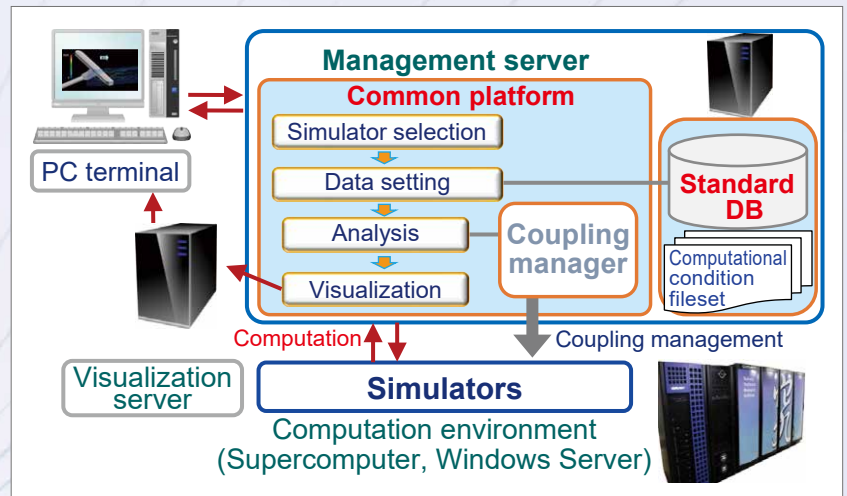 Management server
Common platform
Simulator selection
Data setting
Analysis
Visualization
Coupling
manager
Standard
DB
Computational
condition
fileset
PC terminal
Visualization
server
Computation
Coupling management
Simulators
Computation environment
(Supercomputer, Windows Server)